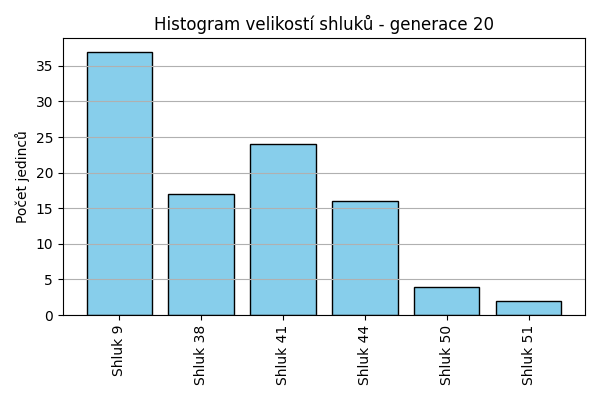 Histogram velikostí shluků - generace 20
Počet jedinců
35
30
25
20
15
10
5
0
Shluk 9
Shluk 38
Shluk 41
Shluk 44
Shluk 50
Shluk 51